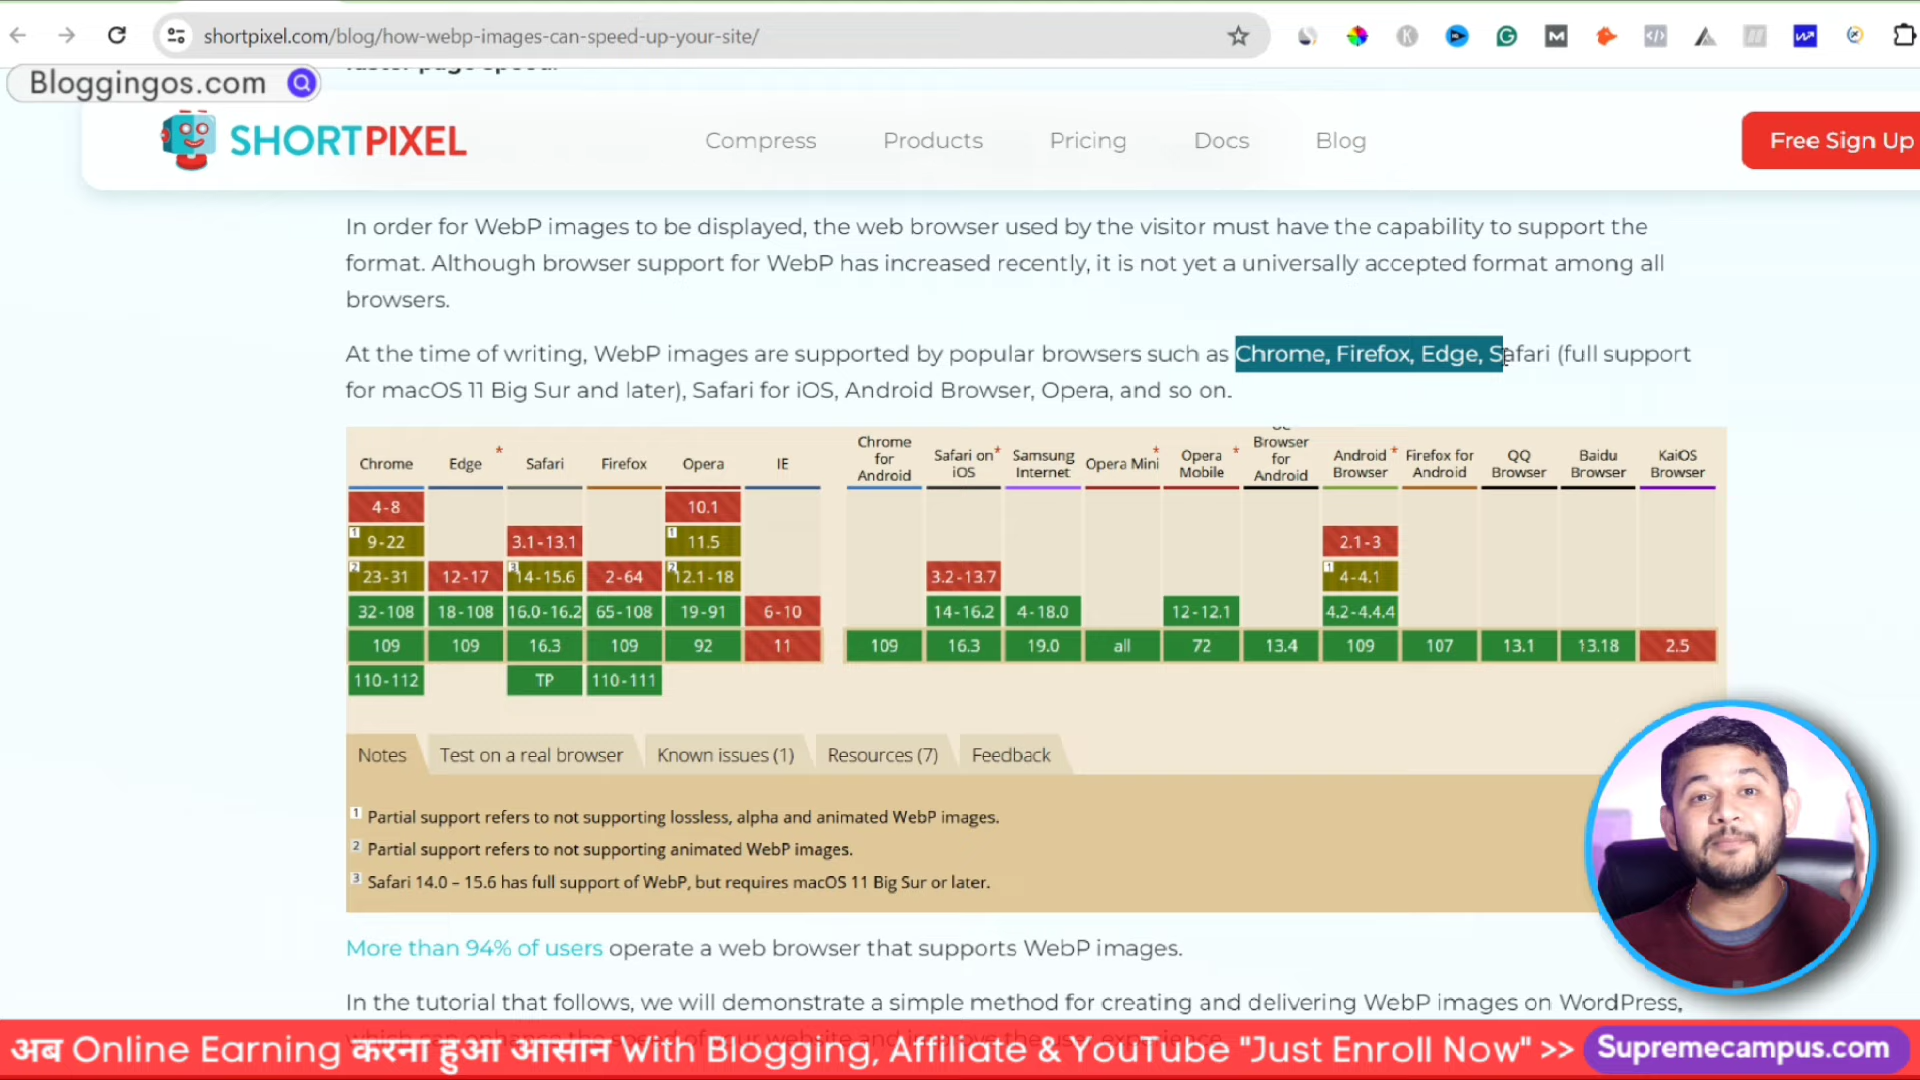 shortpixel.com/blog/how-webp-images-can-speed-up-your-site/
Bloggingos.com
faster page speed.
SHORTPIXEL
Compress
Products
Pricing
Docs
Blog
Free Sign Up
In order for WebP images to be displayed, the web browser used by the visitor must have the capability to support the
format. Although browser support for WebP has increased recently, it is not yet a universally accepted format among all
browsers.
At the time of writing, WebP images are supported by popular browsers such as Chrome, Firefox, Edge, Safari (full support
for macOS 11 Big Sur and later), Safari for iOS, Android Browser, Opera, and so on.
Chrome Edge * Safari Firefox Opera IE Chrome for Android Safari on iOS * Samsung Internet Opera Mini * Opera Mobile * Browser for Android Android Browser * Firefox for Android QQ Browser Baidu Browser KaiOS Browser
4-8 10.1
1 9-22 3.1-13.1 1 11.5 2.1-3
2 23-31 12-17 3 14-15.6 2-64 2 12.1-18 3.2-13.7 1 4-4.1
32-108 18-108 16.0-16.2 65-108 19-91 6-10 14-16.2 4-18.0 12-12.1 4.2-4.4.4
109 109 16.3 109 92 11 109 16.3 19.0 all 72 13.4 109 107 13.1 13.18 2.5
110-112 TP 110-111
Notes Test on a real browser Known issues (1) Resources (7) Feedback
1 Partial support refers to not supporting lossless, alpha and animated WebP images.
2 Partial support refers to not supporting animated WebP images.
3 Safari 14.0 – 15.6 has full support of WebP, but requires macOS 11 Big Sur or later.
More than 94% of users operate a web browser that supports WebP images.
In the tutorial that follows, we will demonstrate a simple method for creating and delivering WebP images on WordPress,
अब Online Earning करना हुआ आसान With Blogging, Affiliate & YouTube "Just Enroll Now" >> Supremecampus.com